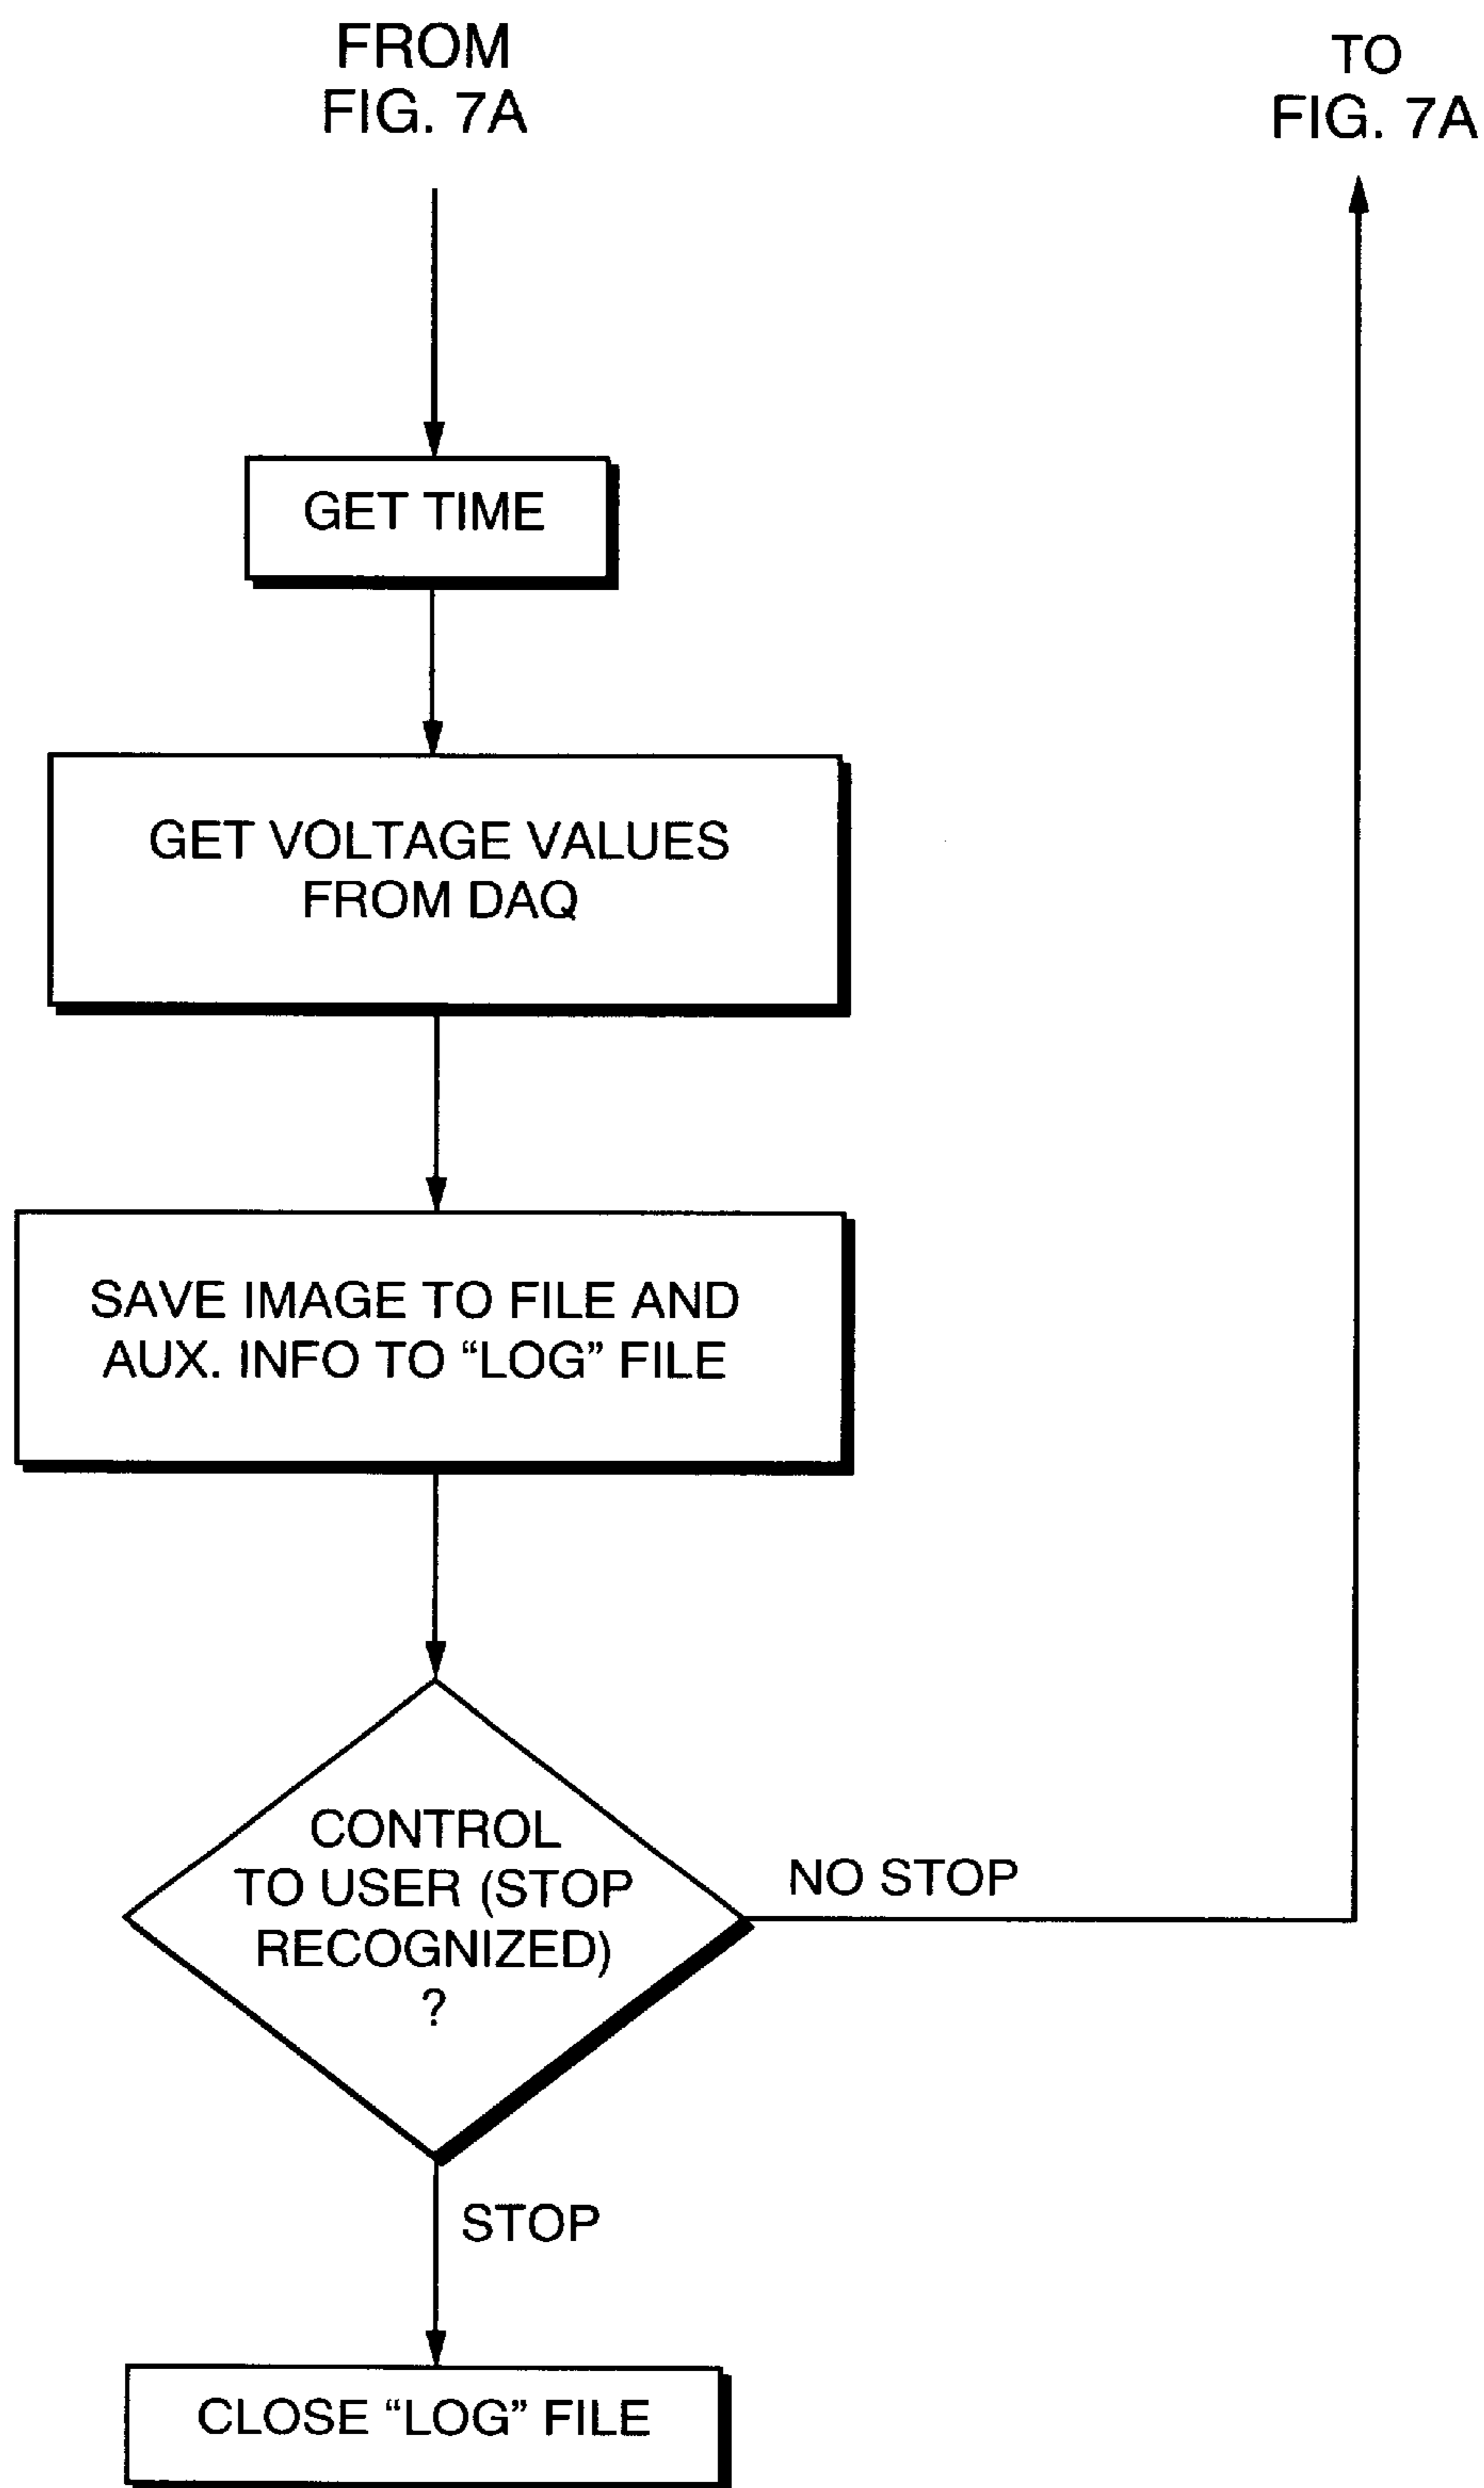 FROM
FIG. 7A
TO
FIG. 7A
GET TIME
GET VOLTAGE VALUES
FROM DAQ
SAVE IMAGE TO FILE AND
AUX. INFO TO “LOG” FILE
CONTROL
TO USER (STOP
RECOGNIZED)
?
NO STOP
STOP
CLOSE “LOG” FILE